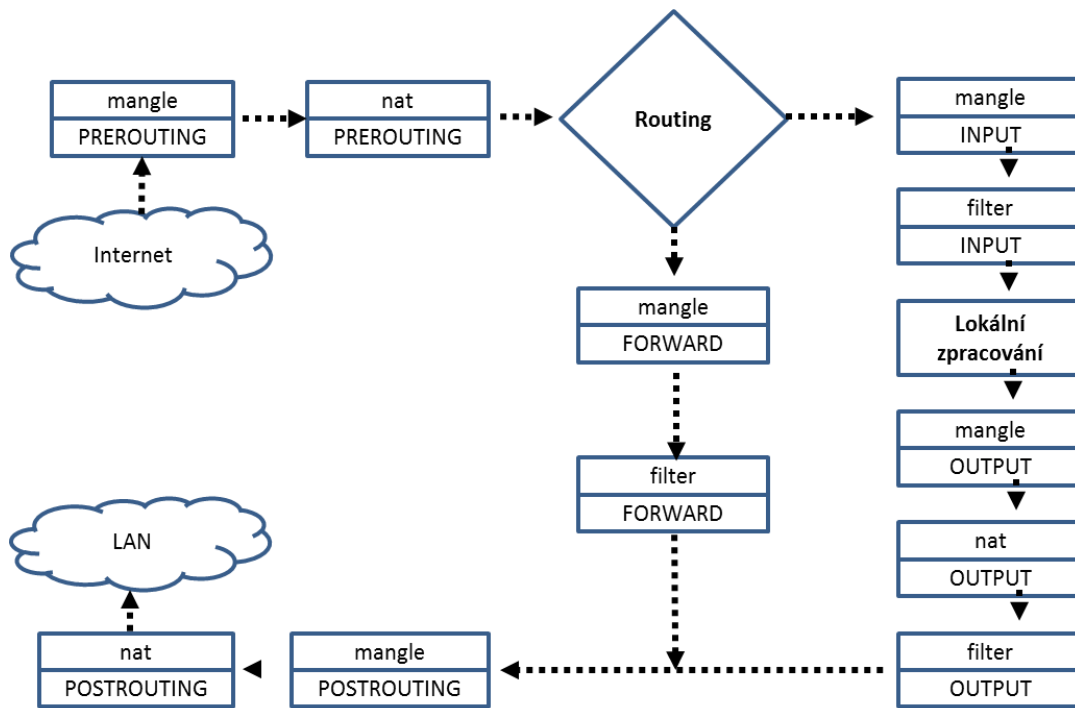 mangle
PREROUTING
nat
PREROUTING
Routing
mangle
INPUT
filter
INPUT
Internet
mangle
FORWARD
Lokální
zpracování
mangle
OUTPUT
filter
FORWARD
nat
OUTPUT
LAN
nat
POSTROUTING
mangle
POSTROUTING
filter
OUTPUT